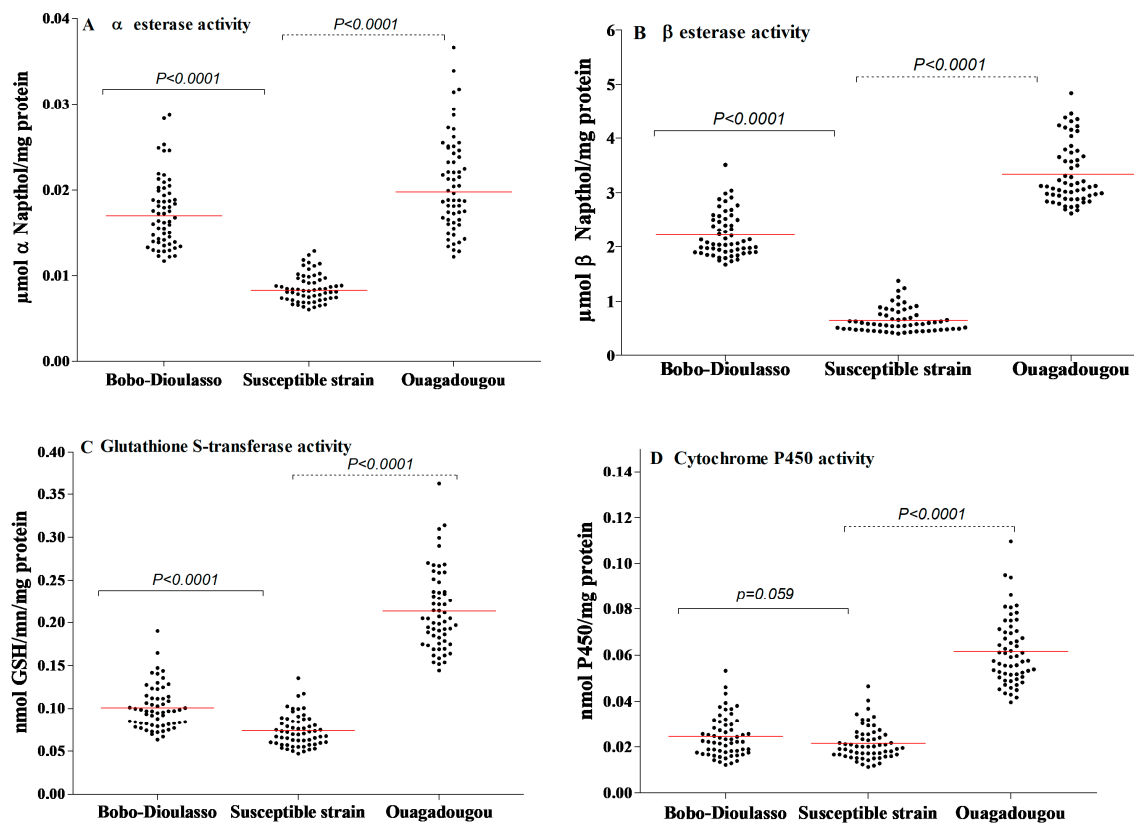 A α esterase activity
P<0.0001
P<0.0001
µmol α Napthol/mg protein
0.04
0.03
0.02
0.01
0.00
Bobo-Dioulasso Susceptible strain Ouagadougou
B β esterase activity
P<0.0001
P<0.0001
µmol β Napthol/mg protein
6
5
4
3
2
1
0
Bobo-Dioulasso Susceptible strain Ouagadougou
C Glutathione S-transferase activity
P<0.0001
P<0.0001
nmol GSH/mn/mg protein
0.40
0.35
0.30
0.25
0.20
0.15
0.10
0.05
0.00
Bobo-Dioulasso Susceptible strain Ouagadougou
D Cytochrome P450 activity
P<0.0001
p=0.059
nmol P450/mg protein
0.14
0.12
0.10
0.08
0.06
0.04
0.02
0.00
Bobo-Dioulasso Susceptible strain Ouagadougou